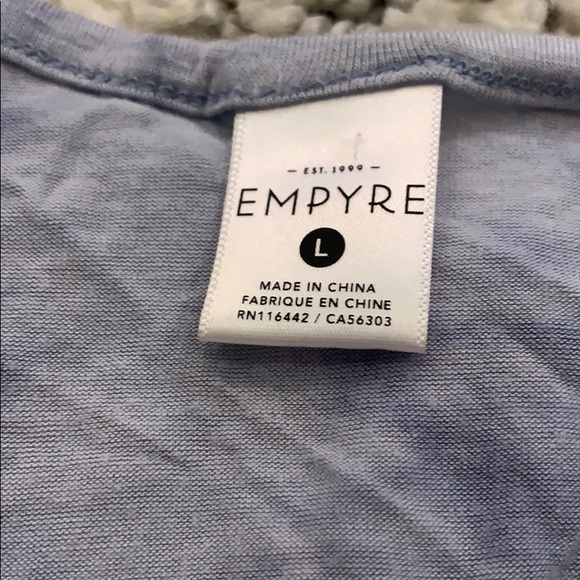 — EST. 1999 —
EMPYRE
L
MADE IN CHINA
FABRIQUE EN CHINE
RN116442 / CA56303